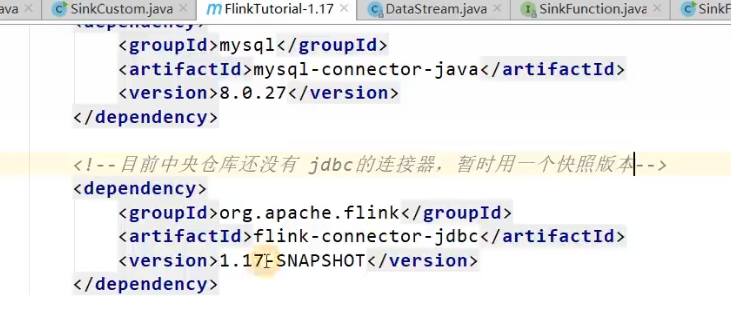 ava
SinkCustom.java
FlinkTutorial-1.17
DataStream.java
SinkFunction.java
SinkF
<dependency>
<groupId>mysql</groupId>
<artifactId>mysql-connector-java</artifactId>
<version>8.0.27</version>
</dependency>
<!--目前中央仓库还没有 jdbc的连接器，暂时用一个快照版本-->
<dependency>
<groupId>org.apache.flink</groupId>
<artifactId>flink-connector-jdbc</artifactId>
<version>1.17-SNAPSHOT</version>
</dependency>